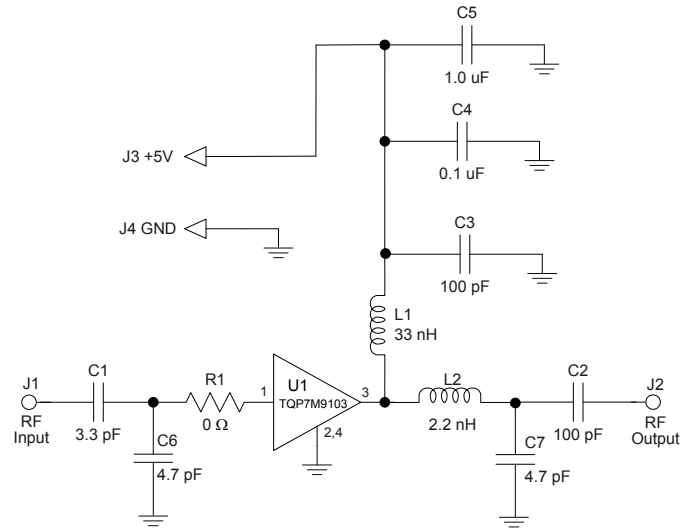 C5
1.0 uF
C4
0.1 uF
J3 +5V
J4 GND
C3
100 pF
L1
33 nH
J1
RF
Input
C1
3.3 pF
C6
4.7 pF
R1
0 Ω
1
U1
TQP7M9103
2,4
3
L2
2.2 nH
C7
4.7 pF
C2
100 pF
J2
RF
Output